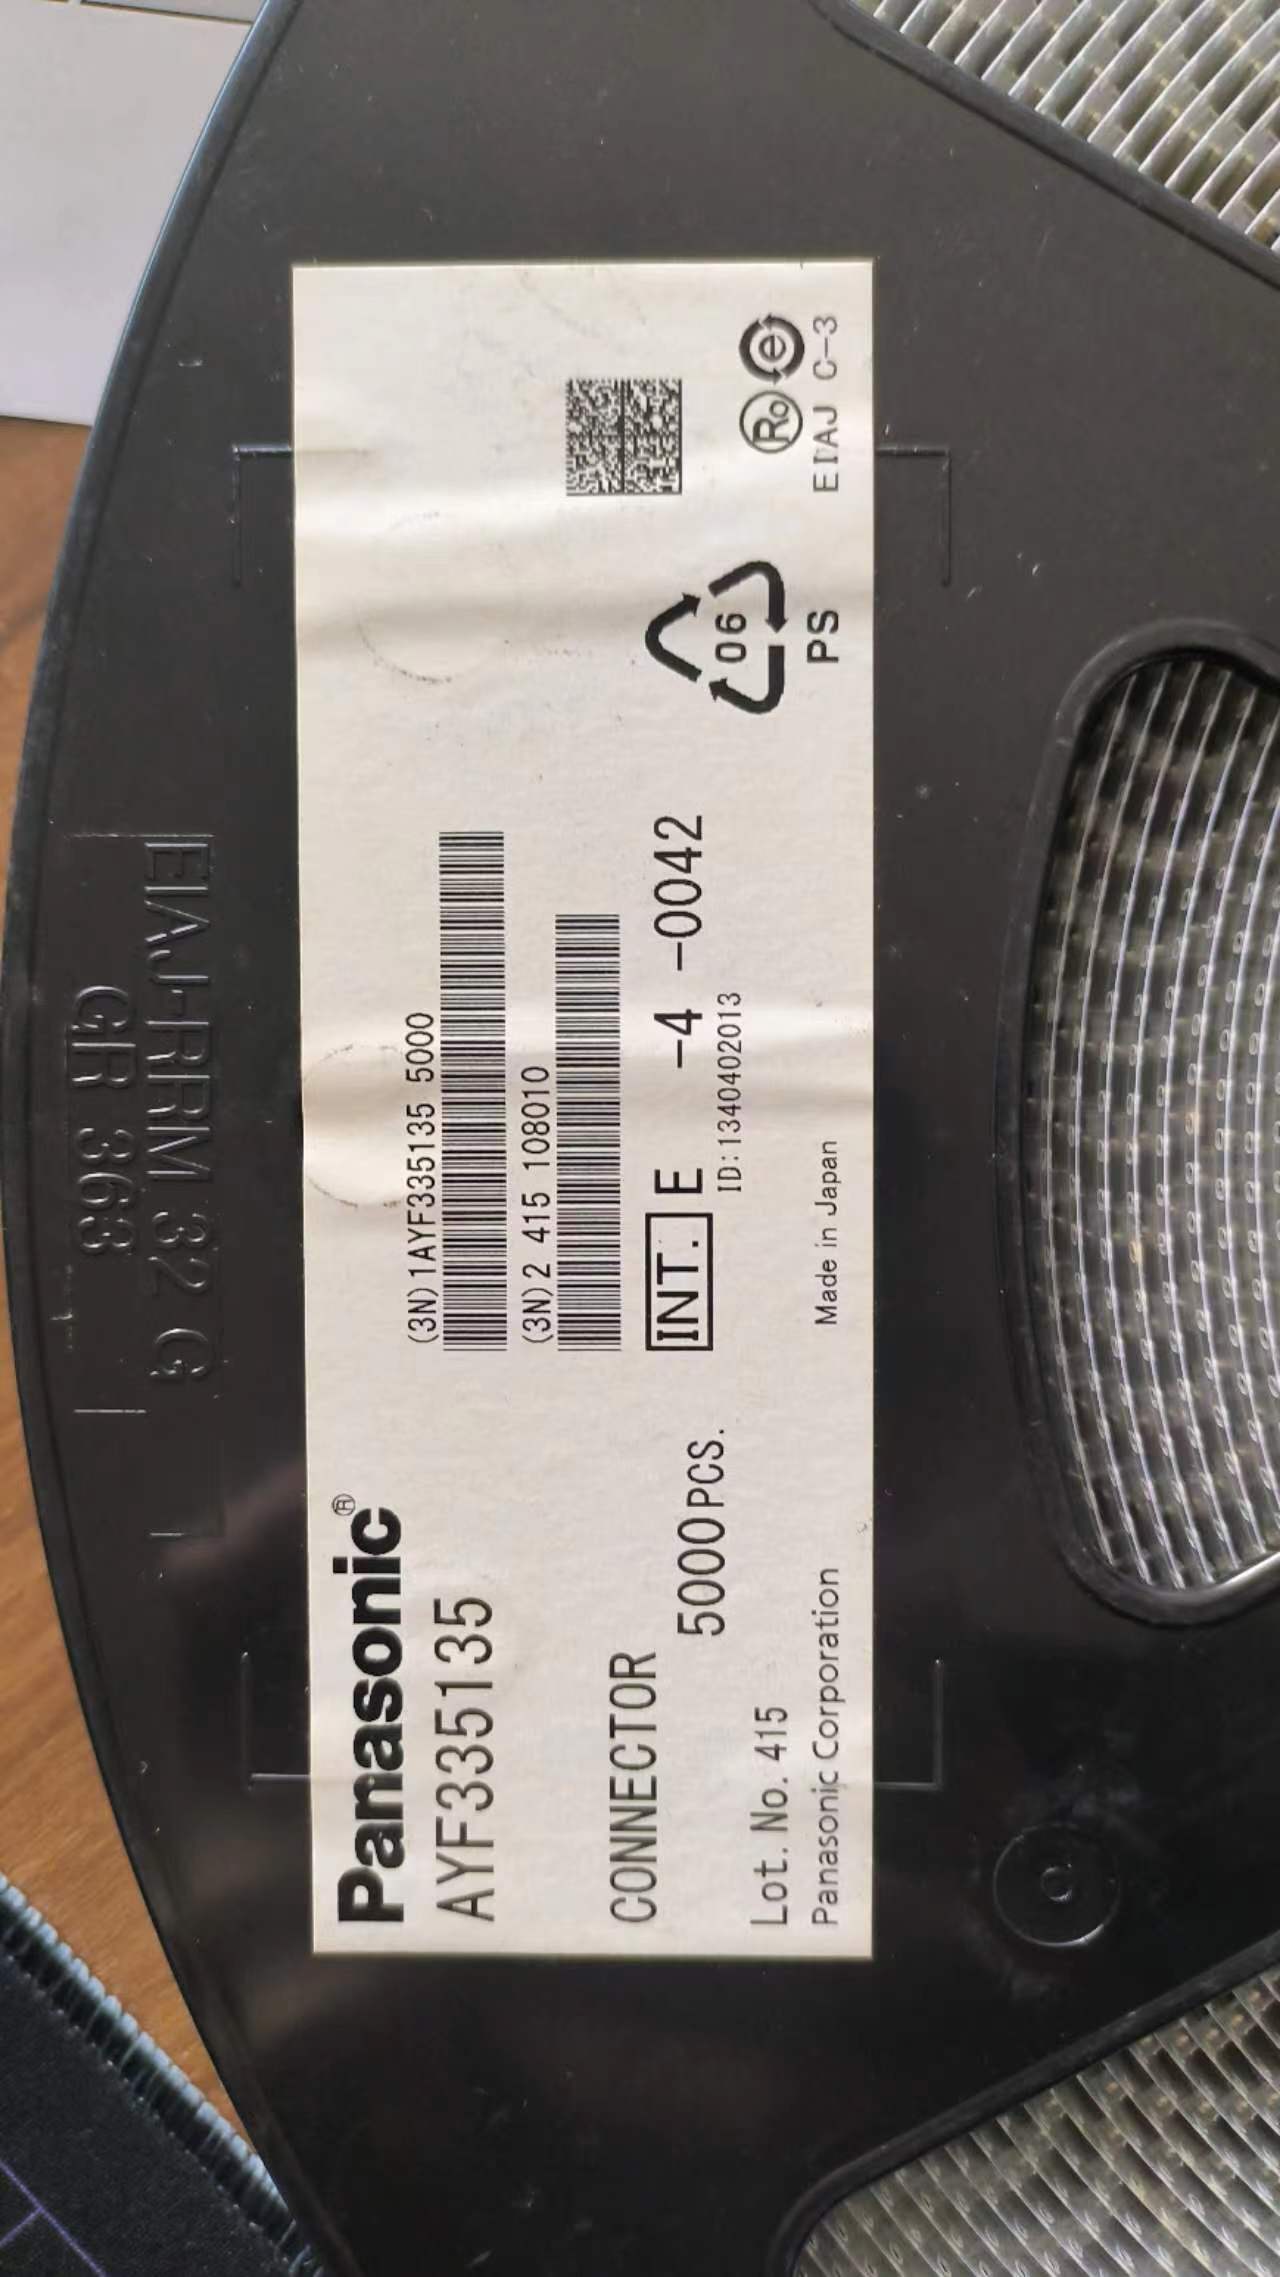 EIAJ-RRM 32 G
GR 363
Panasonic®
AYF335135
(3N)1AYF335135 5000
(3N)2 415 108010
CONNECTOR
5000PCS.
INT. E -4 -0042
ID:1340402013
Lot. No. 415
Panasonic Corporation
Made in Japan
06
PS
Ro e
EIAJ C-3